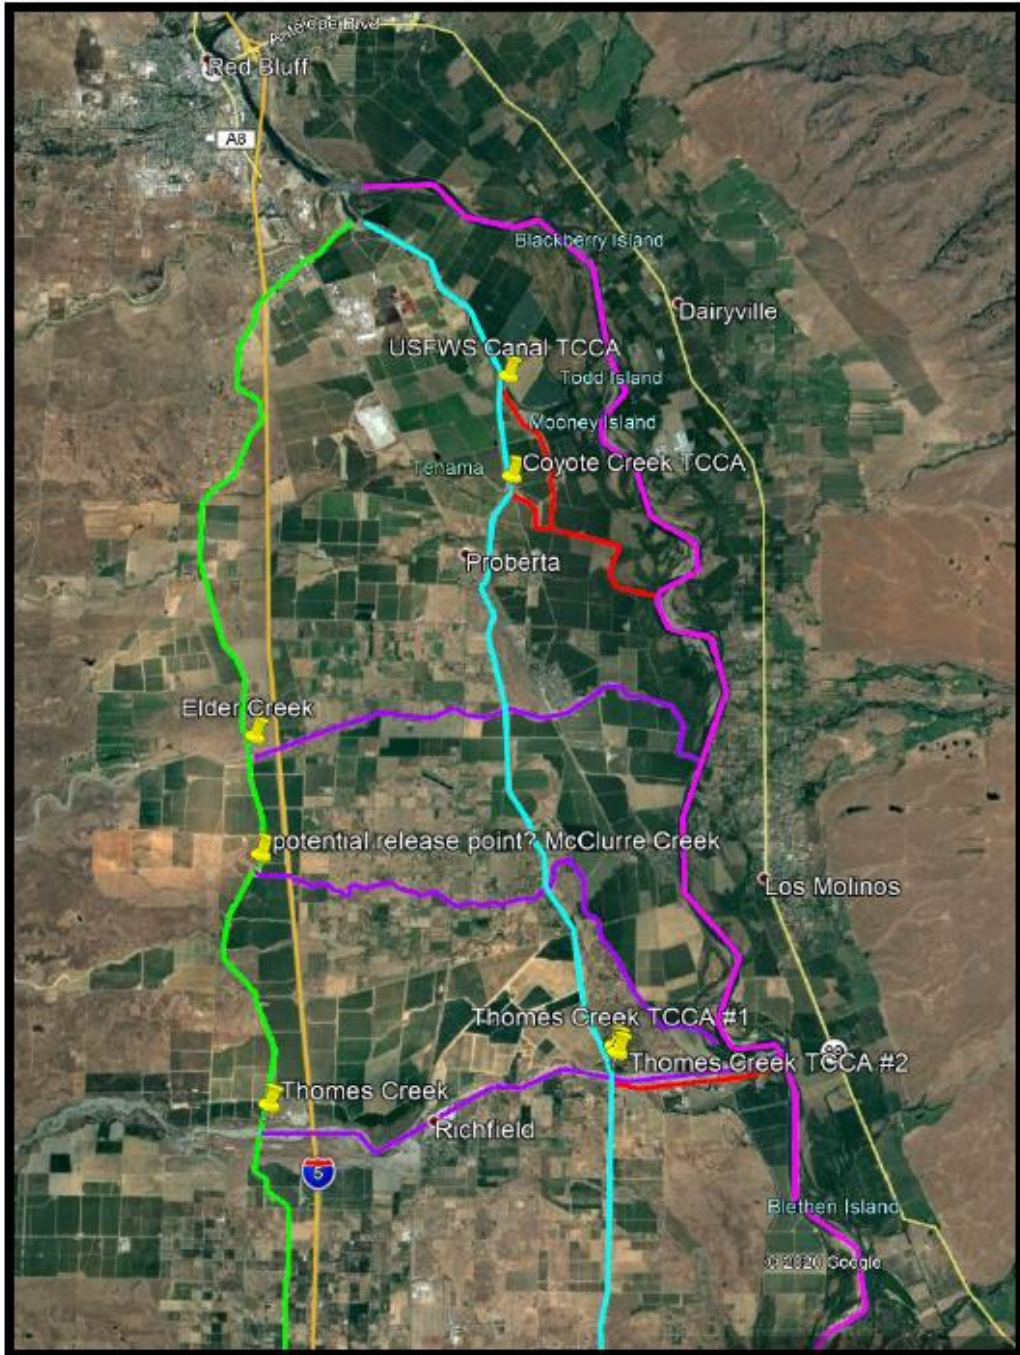 Antelope Blvd
Red Bluff
A8
Blackberry Island
Dairyville
USFWS Canal TCCA
Todd Island
Mooney Island
Tehama
Coyote Creek TCCA
Proberta
Elder Creek
potential release point? McClurre Creek
Los Molinos
Thomes Creek TCCA #1
99
Thomes Creek TCCA #2
Thomes Creek
Richfield
5
Blethen Island
© 2020 Google